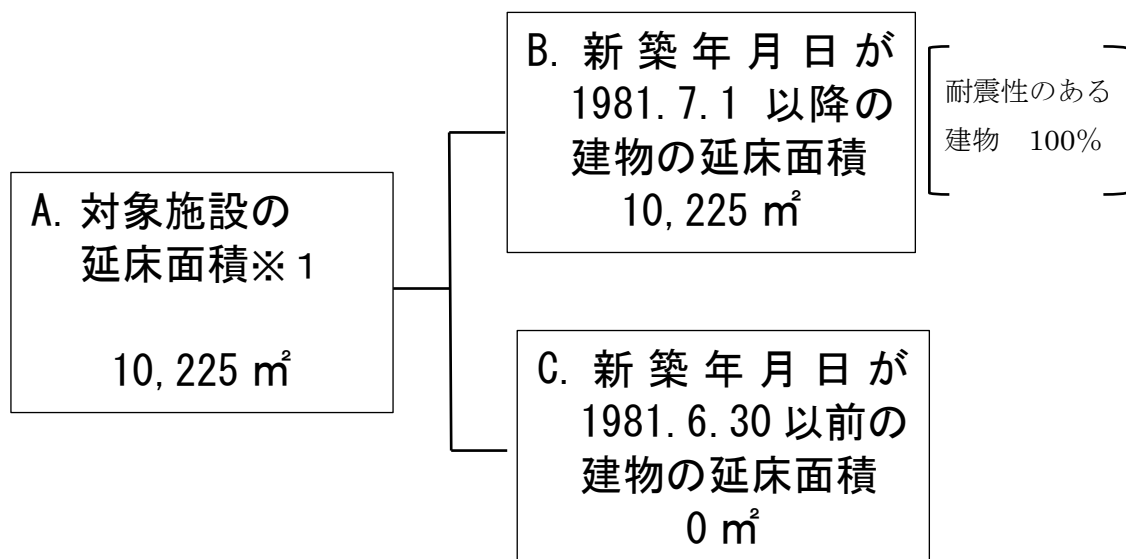 A. 対象施設の
延床面積※１
10,225 ㎡
B. 新築年月日が
1981.7.1 以降の
建物の延床面積
10,225 ㎡
耐震性のある
建物　100％
C. 新築年月日が
1981.6.30 以前の
建物の延床面積
0 ㎡